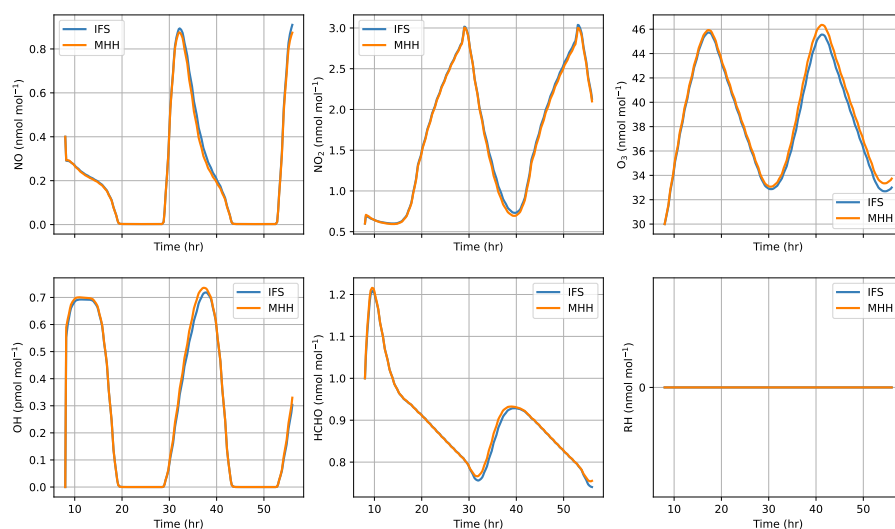 NO (nmol mol⁻¹)
0.8
0.6
0.4
0.2
0.0
IFS
MHH
10 20 30 40 50
Time (hr)
NO₂ (nmol mol⁻¹)
3.0
2.5
2.0
1.5
1.0
0.5
IFS
MHH
Time (hr)
O₃ (nmol mol⁻¹)
46
44
42
40
38
36
34
32
30
IFS
MHH
Time (hr)
OH (pmol mol⁻¹)
0.7
0.6
0.5
0.4
0.3
0.2
0.1
0.0
IFS
MHH
10 20 30 40 50
Time (hr)
HCHO (nmol mol⁻¹)
1.2
1.1
1.0
0.9
0.8
IFS
MHH
10 20 30 40 50
Time (hr)
RH (nmol mol⁻¹)
0
IFS
MHH
10 20 30 40 50
Time (hr)